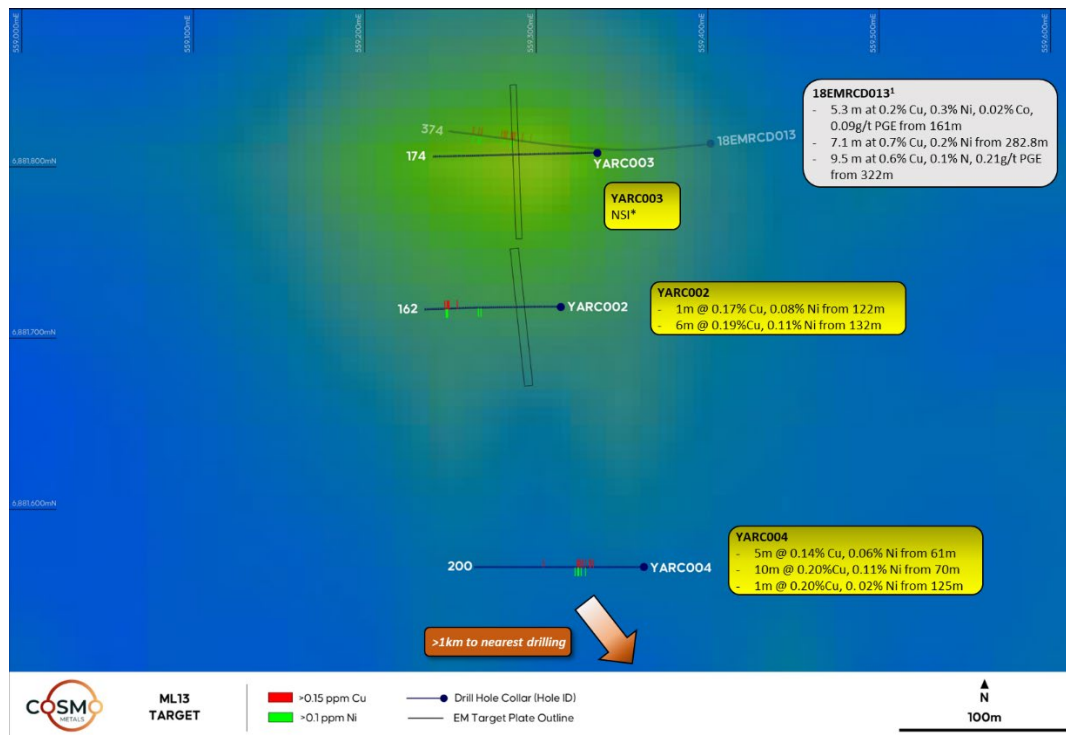 559,000mE
559,100mE
559,200mE
559,300mE
559,400mE
559,500mE
559,600mE
18EMRCD013¹
- 5.3 m at 0.2% Cu, 0.3% Ni, 0.02% Co,
0.09g/t PGE from 161m
- 7.1 m at 0.7% Cu, 0.2% Ni from 282.8m
- 9.5 m at 0.6% Cu, 0.1% N, 0.21g/t PGE
from 322m
374
18EMRCD013
6,881,800mN
174
YARC003
YARC003
NSI*
YARC002
- 1m @ 0.17% Cu, 0.08% Ni from 122m
- 6m @ 0.19%Cu, 0.11% Ni from 132m
162
YARC002
6,881,700mN
6,881,600mN
YARC004
- 5m @ 0.14% Cu, 0.06% Ni from 61m
- 10m @ 0.20%Cu, 0.11% Ni from 70m
- 1m @ 0.20%Cu, 0. 02% Ni from 125m
200
YARC004
>1km to nearest drilling
COSMO
METALS
ML13
TARGET
>0.15 ppm Cu
>0.1 ppm Ni
Drill Hole Collar (Hole ID)
EM Target Plate Outline
N
100m